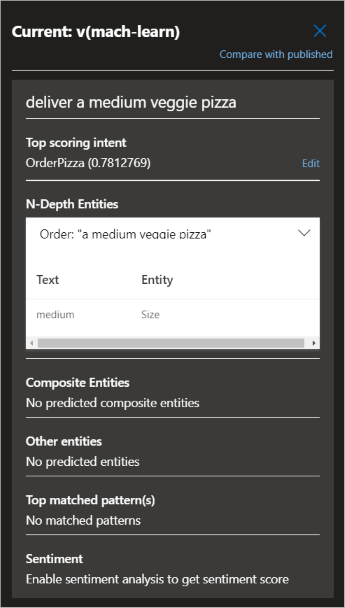 Current: v(mach-learn)
Compare with published
deliver a medium veggie pizza
Top scoring intent
OrderPizza (0.7812769)
Edit
N-Depth Entities
Order: "a medium veggie pizza"
Text Entity
medium Size
Composite Entities
No predicted composite entities
Other entities
No predicted entities
Top matched pattern(s)
No matched patterns
Sentiment
Enable sentiment analysis to get sentiment score